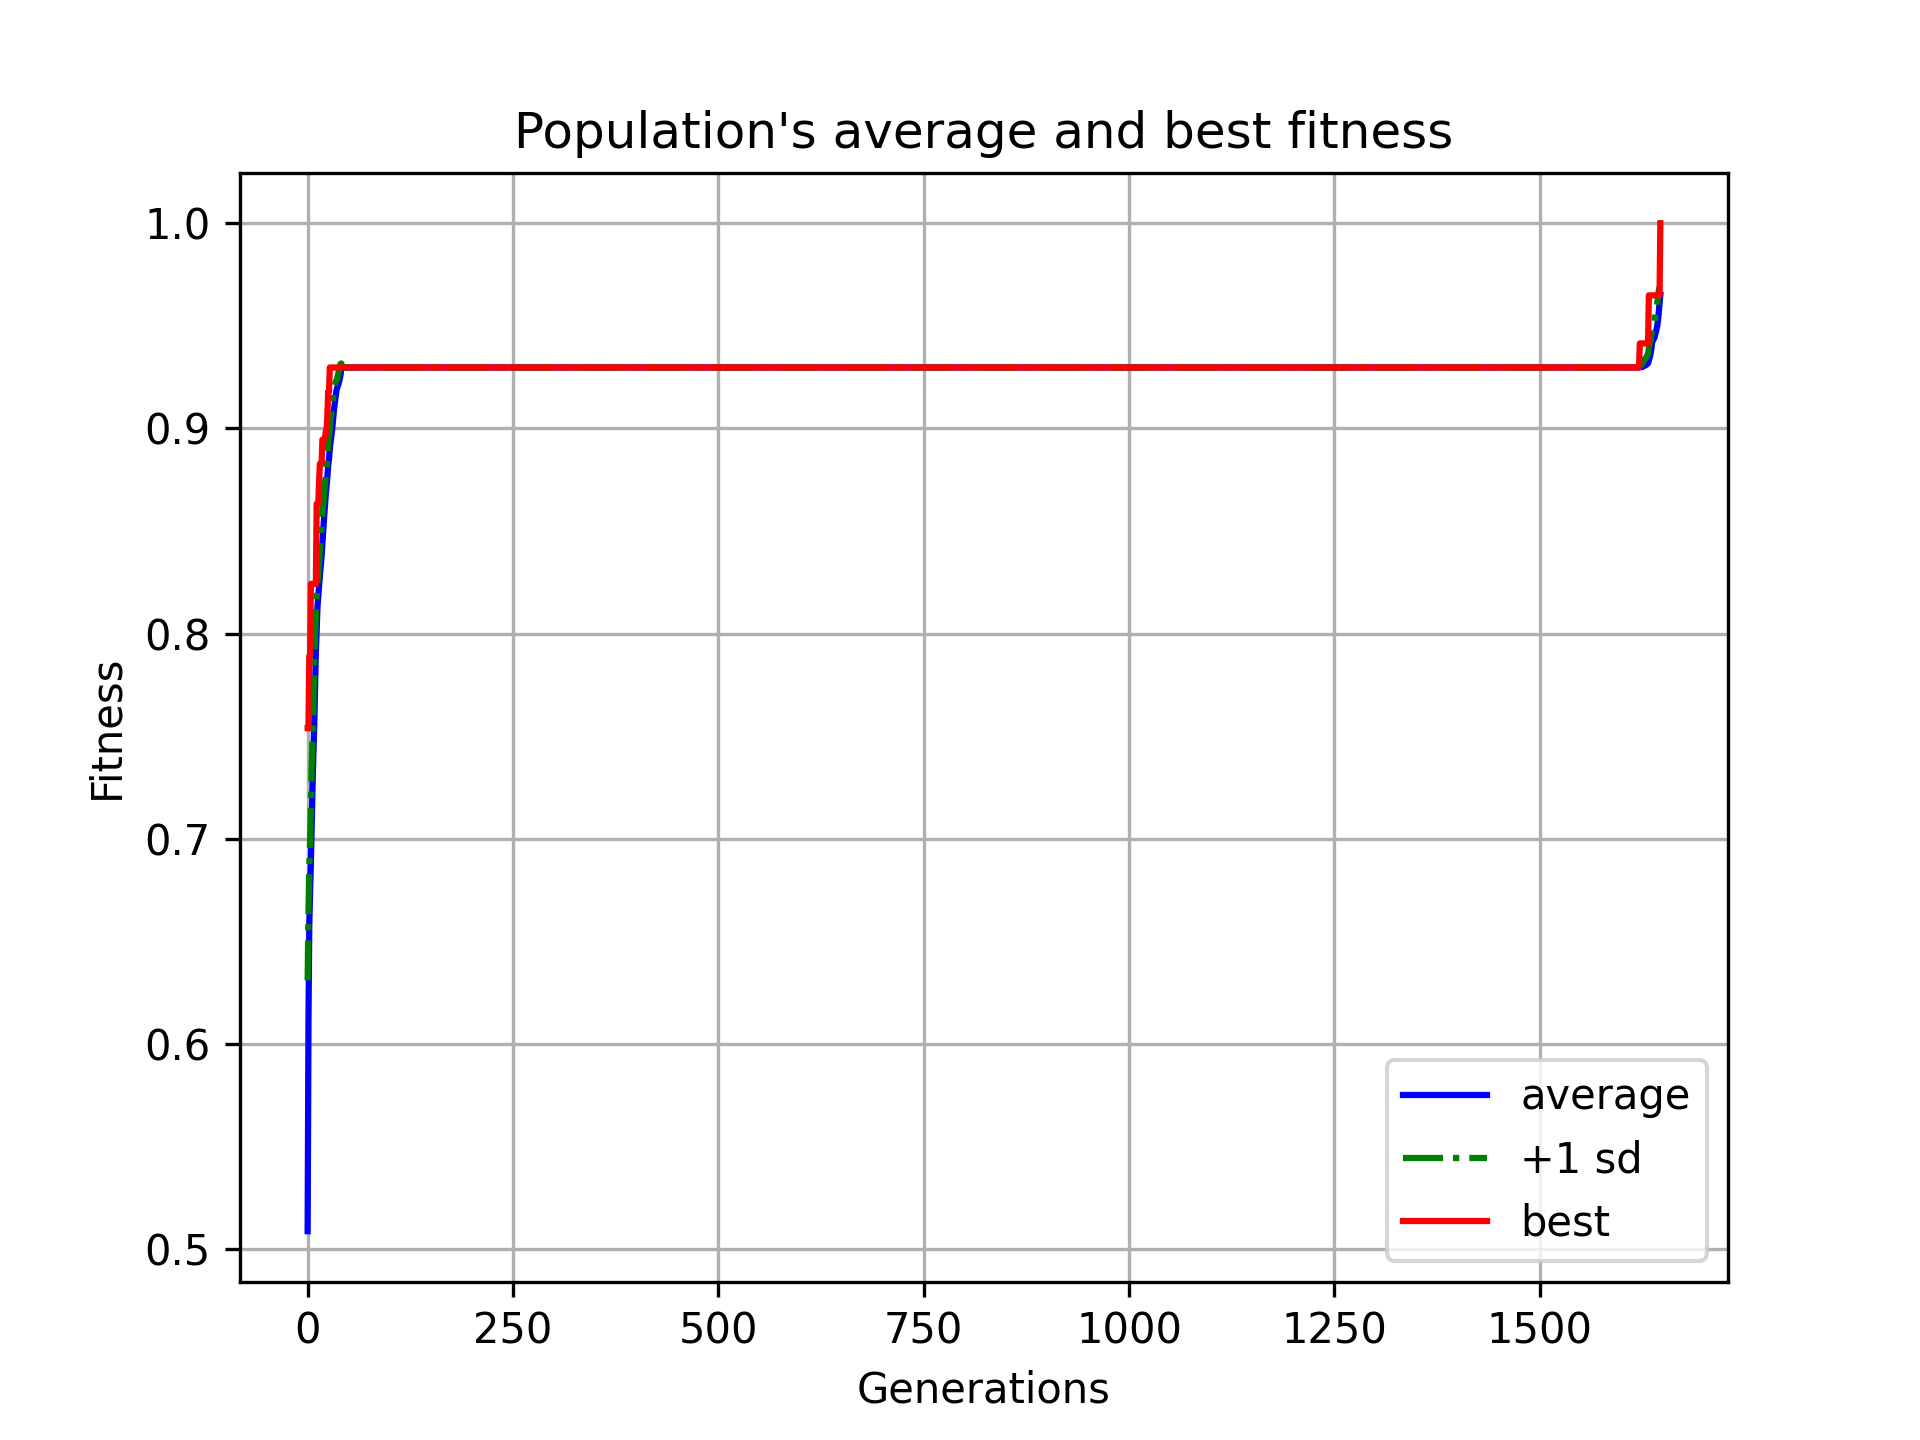 Population's average and best fitness
1.0
0.9
0.8
0.7
0.6
0.5
Fitness
0 250 500 750 1000 1250 1500
Generations
average
+1 sd
best